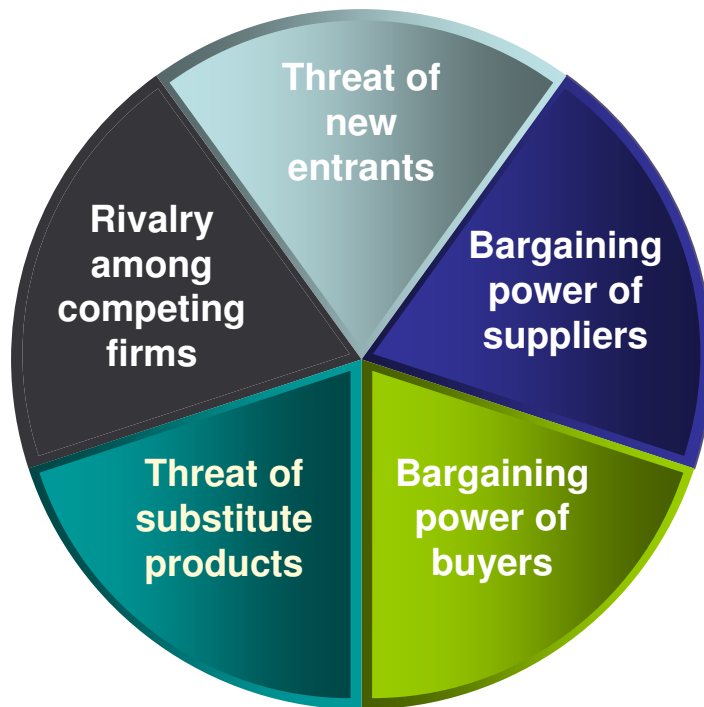 Threat of
new
entrants
Bargaining
power of
suppliers
Bargaining
power of
buyers
Threat of
substitute
products
Rivalry
among
competing
firms